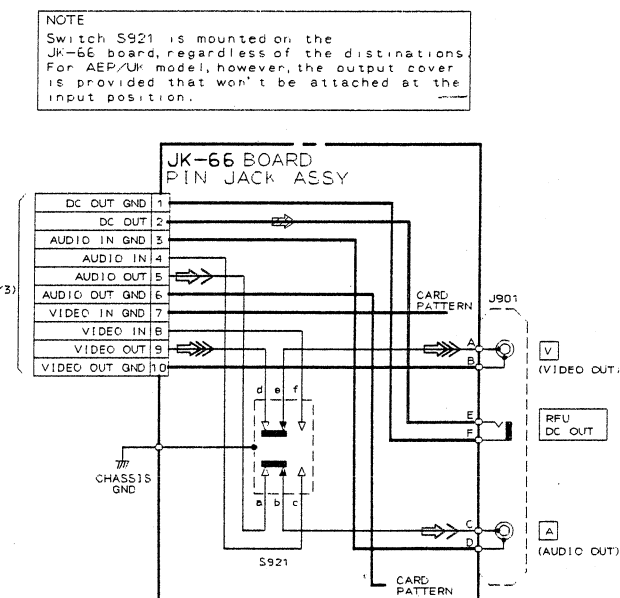 NOTE
Switch S921 is mounted on the
JK-66 board, regardless of the distinations.
For AEP/UK model, however, the output cover
is provided that won't be attached at the
input position.
JK-66 BOARD
PIN JACK ASSY
DC OUT GND 1
DC OUT 2
AUDIO IN GND 3
AUDIO IN 4
AUDIO OUT 5
AUDIO OUT GND 6
VIDEO IN GND 7
VIDEO IN 8
VIDEO OUT 9
VIDEO OUT GND 10
/3)
CARD
PATTERN
J901
A
B
V
(VIDEO OUT)
d e f
E
F
RFU
DC OUT
CHASSIS
GND
a b c
C
D
A
(AUDIO OUT)
S921
CARD
PATTERN